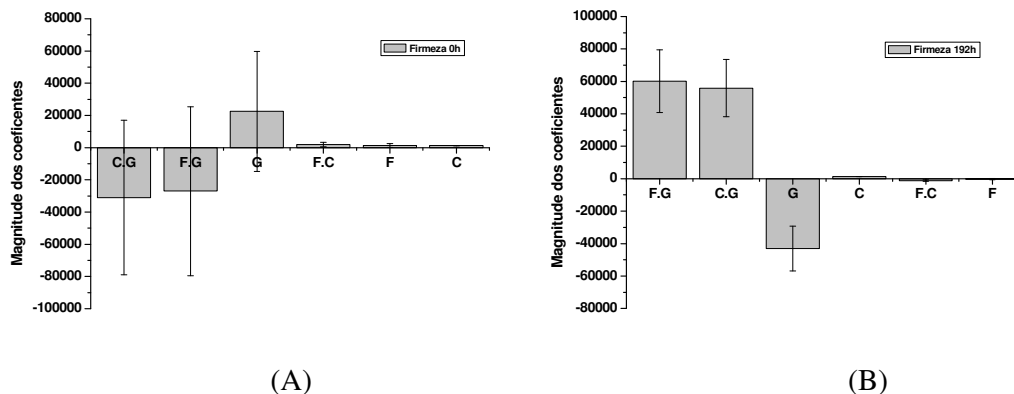 80000
60000
40000
20000
0
-20000
-40000
-60000
-80000
-100000
Magnitude dos coeficentes
Firmeza 0h
C.G
F.G
G
F.C
F
C
(A)
100000
80000
60000
40000
20000
0
-20000
-40000
-60000
-80000
Magnitude dos coeficientes
Firmeza 192h
F.G
C.G
G
C
F.C
F
(B)